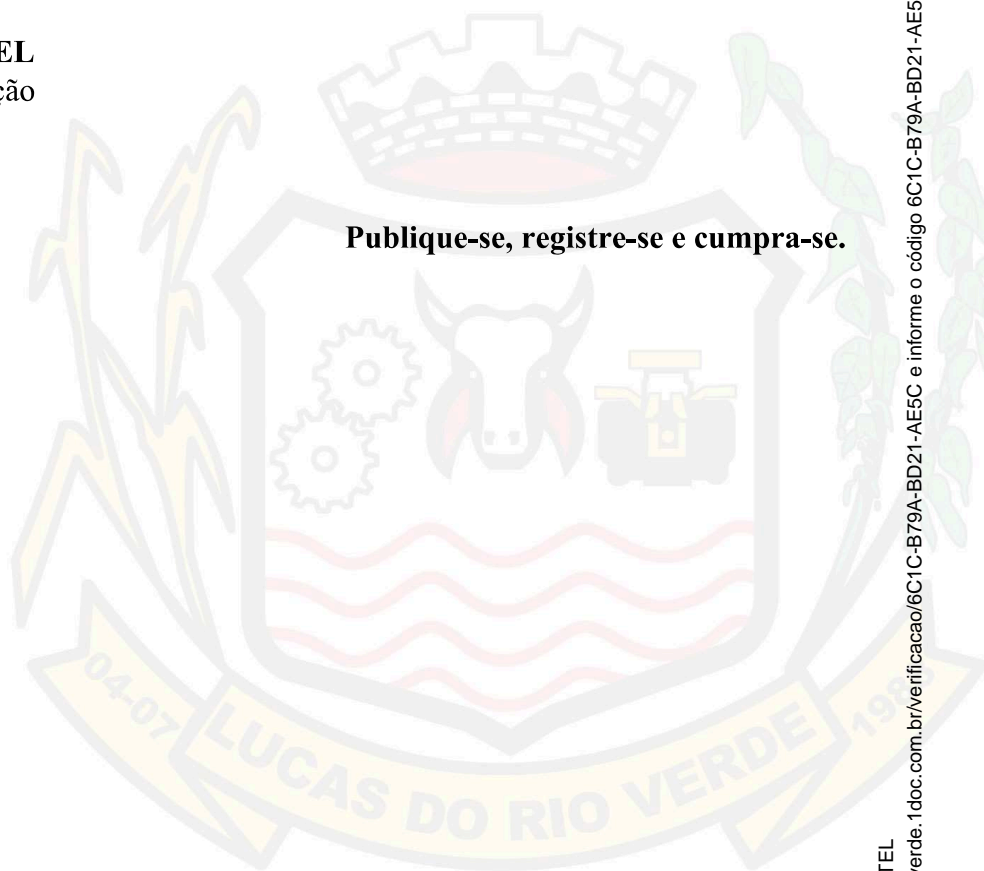 EL
ção
Publique-se, registre-se e cumpra-se.
04-07
LUCAS DO RIO VERDE
198
TEL
verde.1doc.com.br/verificacao/6C1C-B79A-BD21-AE5C e informe o código 6C1C-B79A-BD21-AE5